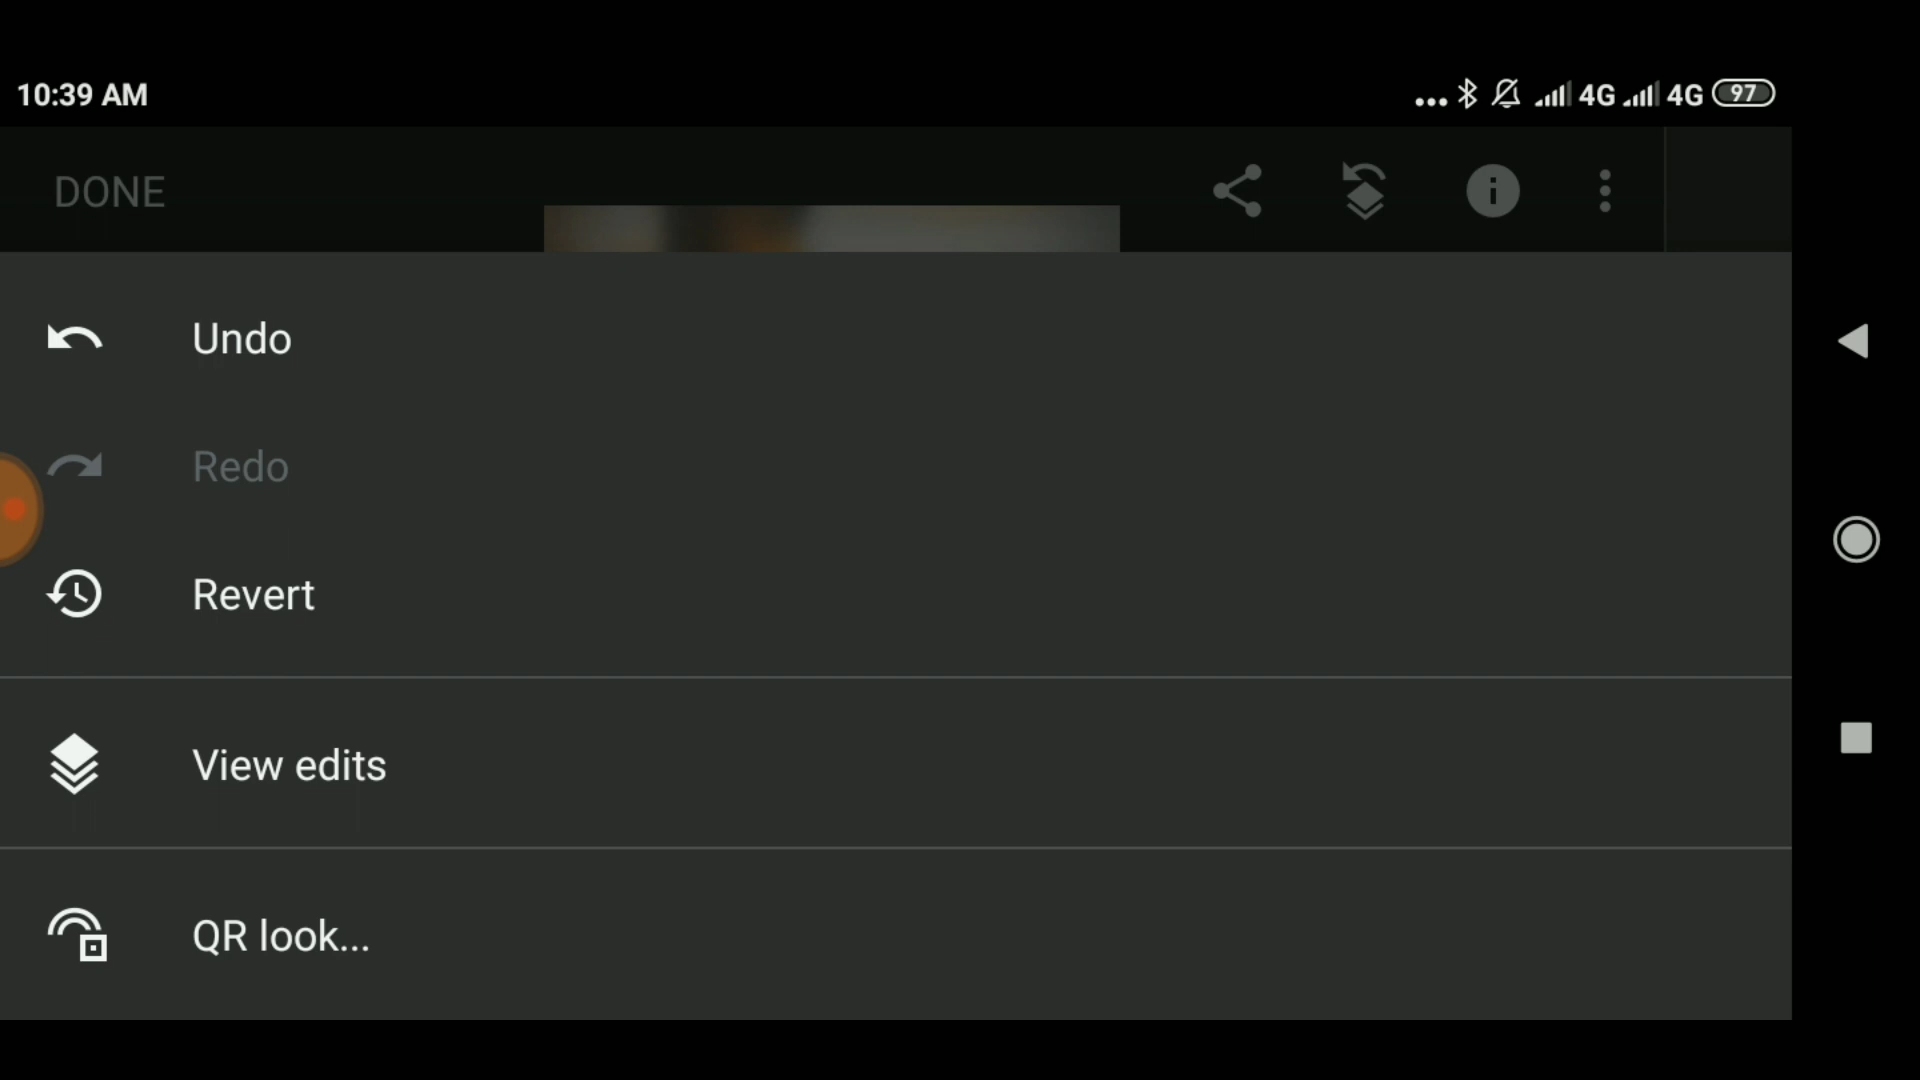 10:39 AM
4G 4G 97
DONE
Undo
Redo
Revert
View edits
QR look...